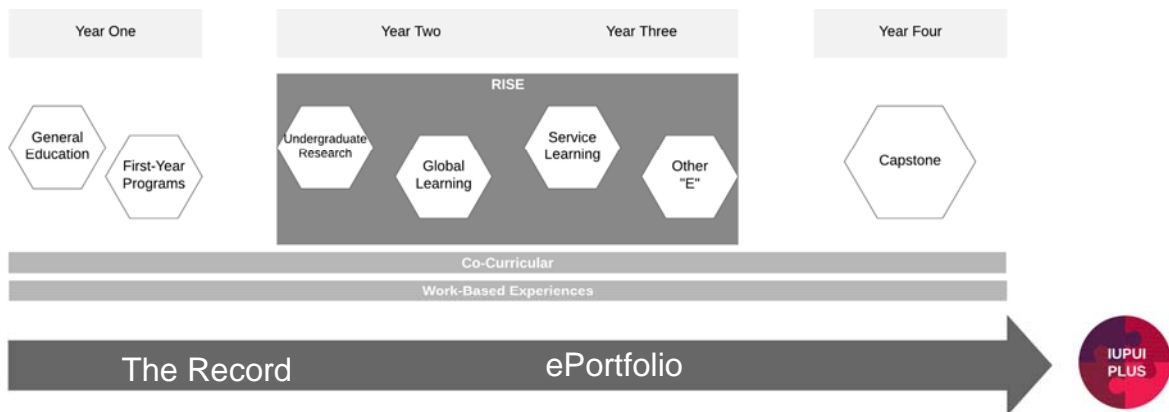 Year One
Year Two
Year Three
Year Four
RISE
General
Education
First-Year
Programs
Undergraduate
Research
Global
Learning
Service
Learning
Other
"E"
Capstone
Co-Curricular
Work-Based Experiences
The Record
ePortfolio
IUPUI
PLUS